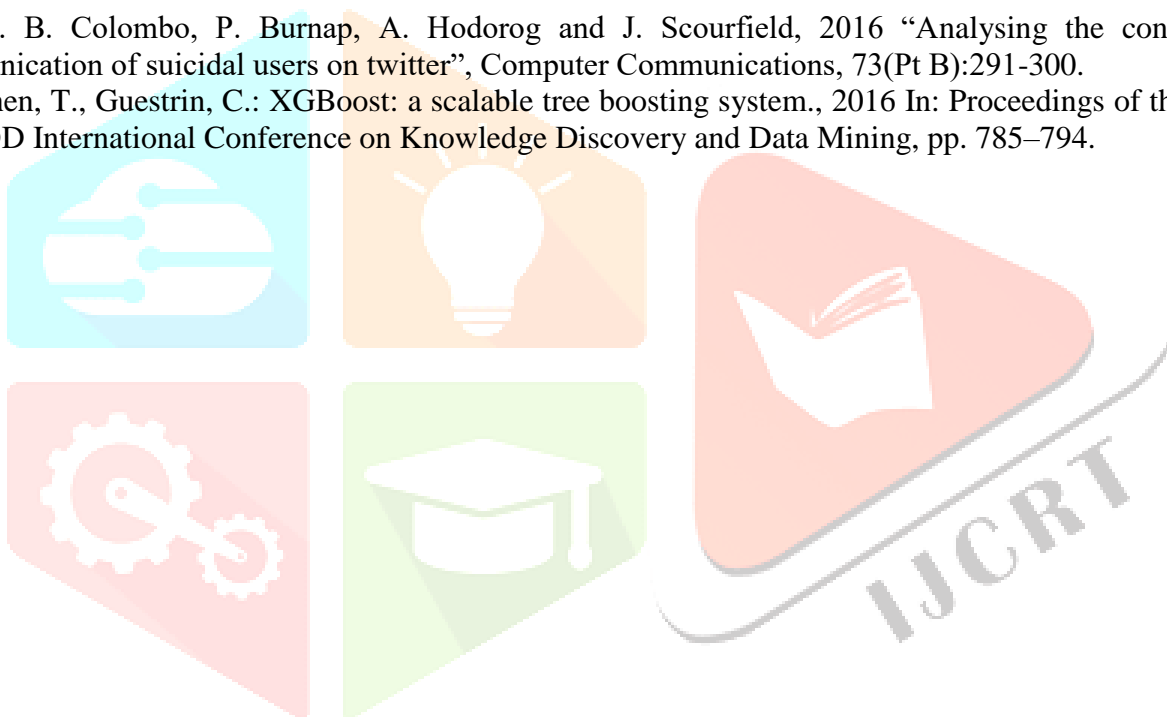 . B. Colombo, P. Burnap, A. Hodorog and J. Scourfield, 2016 “Analysing the con
nication of suicidal users on twitter”, Computer Communications, 73(Pt B):291-300.
en, T., Guestrin, C.: XGBoost: a scalable tree boosting system., 2016 In: Proceedings of th
D International Conference on Knowledge Discovery and Data Mining, pp. 785–794.
IJCRT